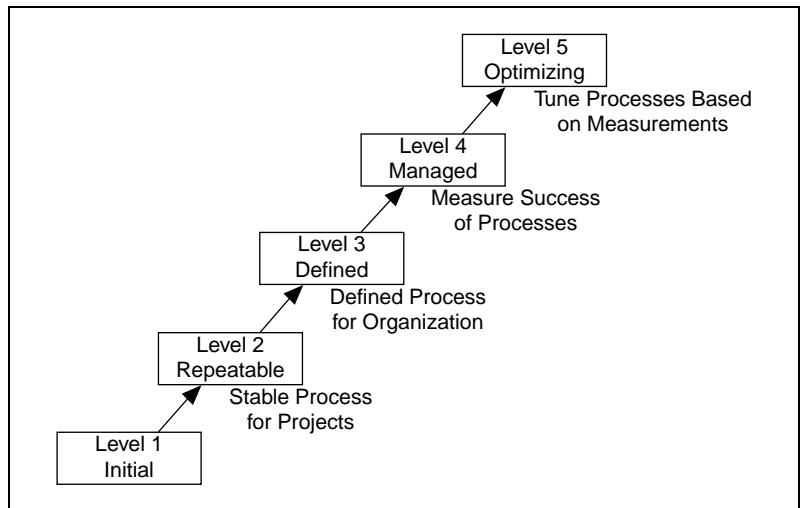 Level 5
Optimizing
Tune Processes Based
on Measurements
Level 4
Managed
Measure Success
of Processes
Level 3
Defined
Defined Process
for Organization
Level 2
Repeatable
Stable Process
for Projects
Level 1
Initial